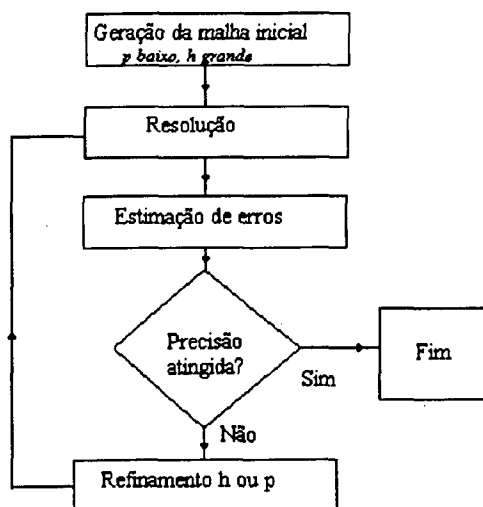 Geração da malha inicial
p baixo, h grande
Resolução
Estimação de erros
Precisão
atingida?
Sim
Fim
Não
Refinamento h ou p